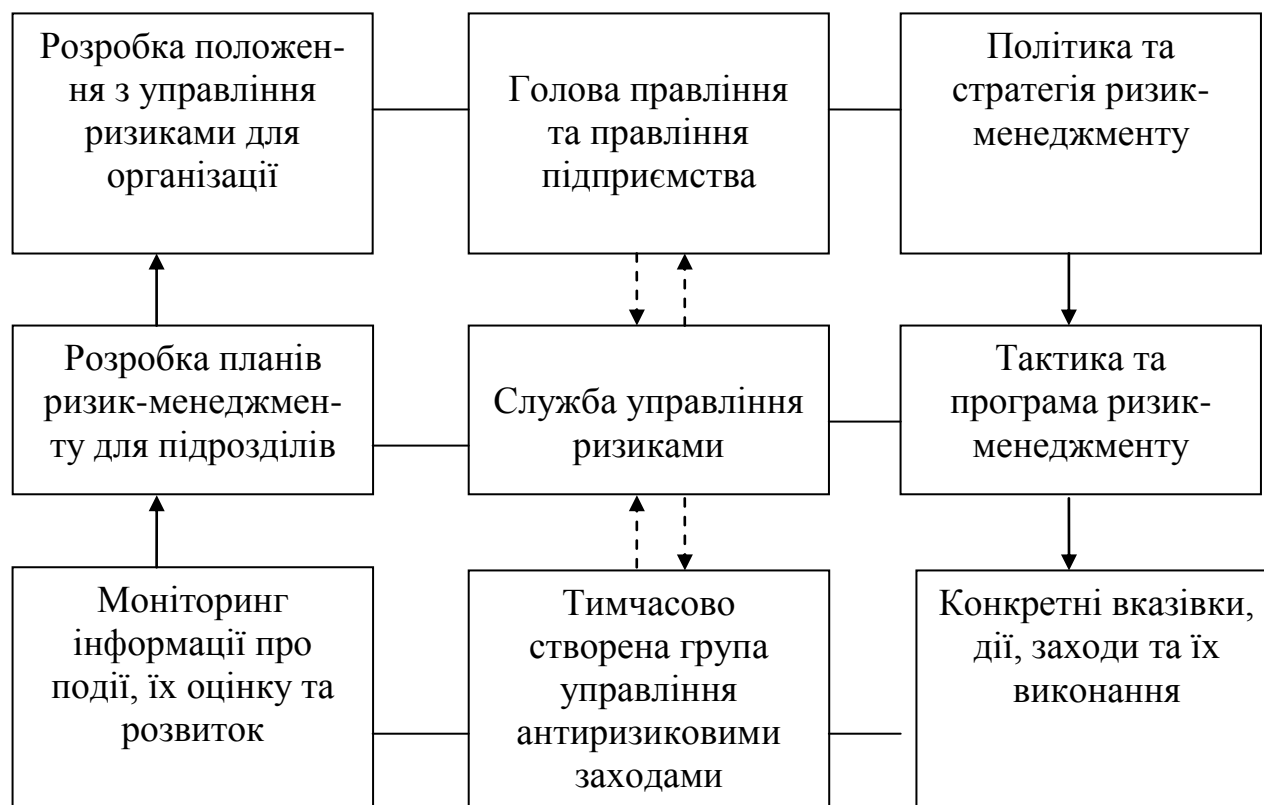 Розробка положен-
ня з управління
ризиками для
організації
Голова правління
та правління
підприємства
Політика та
стратегія ризик-
менеджменту
Розробка планів
ризик-менеджмен-
ту для підрозділів
Служба управління
ризиками
Тактика та
програма ризик-
менеджменту
Моніторинг
інформації про
події, їх оцінку та
розвиток
Тимчасово
створена група
управління
антиризиковими
заходами
Конкретні вказівки,
дії, заходи та їх
виконання